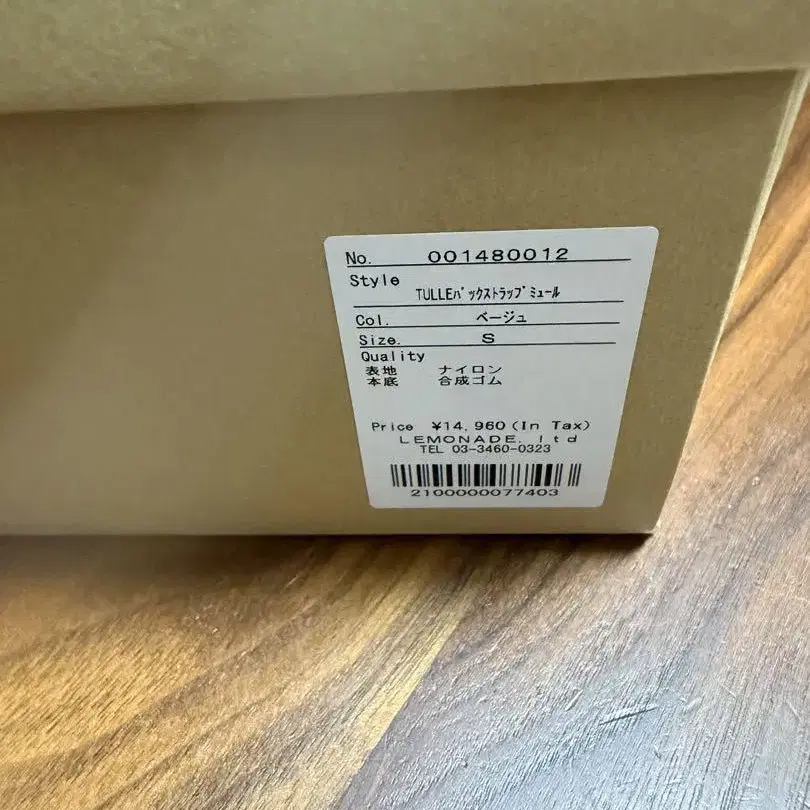 No. 001480012
Style
TULLEﾊﾞｯｸｽﾄﾗｯﾌﾟﾐｭｰﾙ
Col. ベージュ
Size. S
Quality
表地 ナイロン
本底 合成ゴム
Price ¥14,960(In Tax)
LEMONADE. ltd
TEL 03-3460-0323
2100000077403